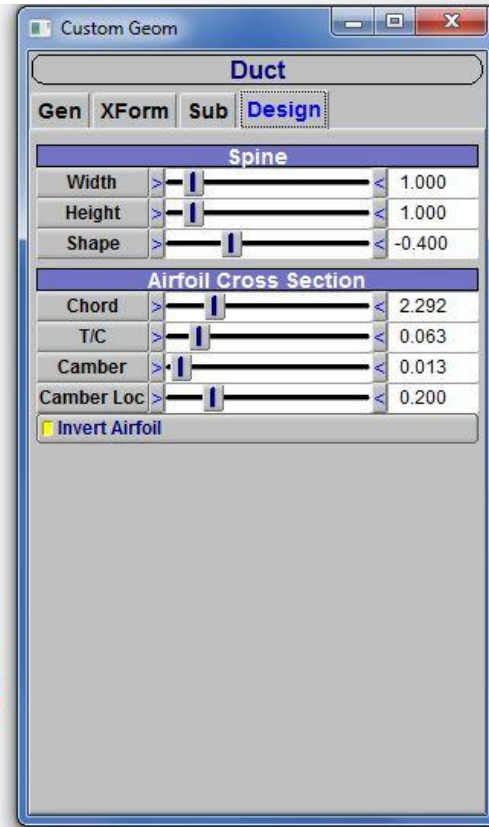 Custom Geom
Duct
Gen XForm Sub Design
Spine
Width > < 1.000
Height > < 1.000
Shape > < -0.400
Airfoil Cross Section
Chord > < 2.292
T/C > < 0.063
Camber > < 0.013
Camber Loc > < 0.200
Invert Airfoil